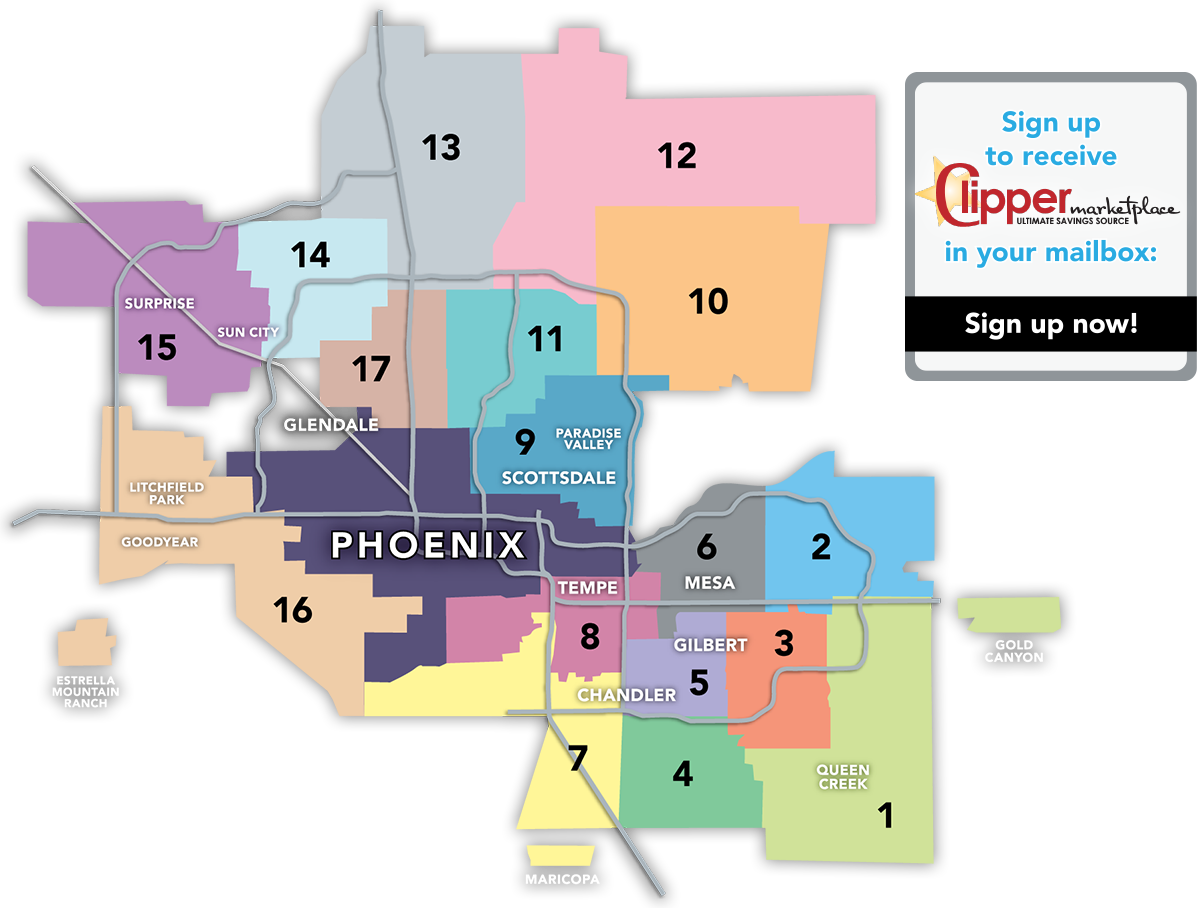 13
12
Sign up
to receive
Clipper marketplace
ULTIMATE SAVINGS SOURCE
in your mailbox:
Sign up now!
14
10
SURPRISE
SUN CITY
15
11
17
GLENDALE
9
PARADISE
VALLEY
SCOTTSDALE
LITCHFIELD
PARK
GOODYEAR
PHOENIX
6
MESA
2
TEMPE
16
8
GILBERT
3
GOLD
CANYON
ESTRELLA
MOUNTAIN
RANCH
CHANDLER
5
7
4
QUEEN
CREEK
1
MARICOPA